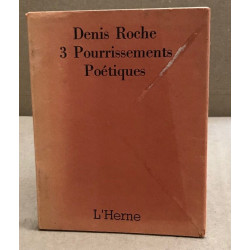 Denis Roche
3 Pourrissements
Poétiques
L'Herne